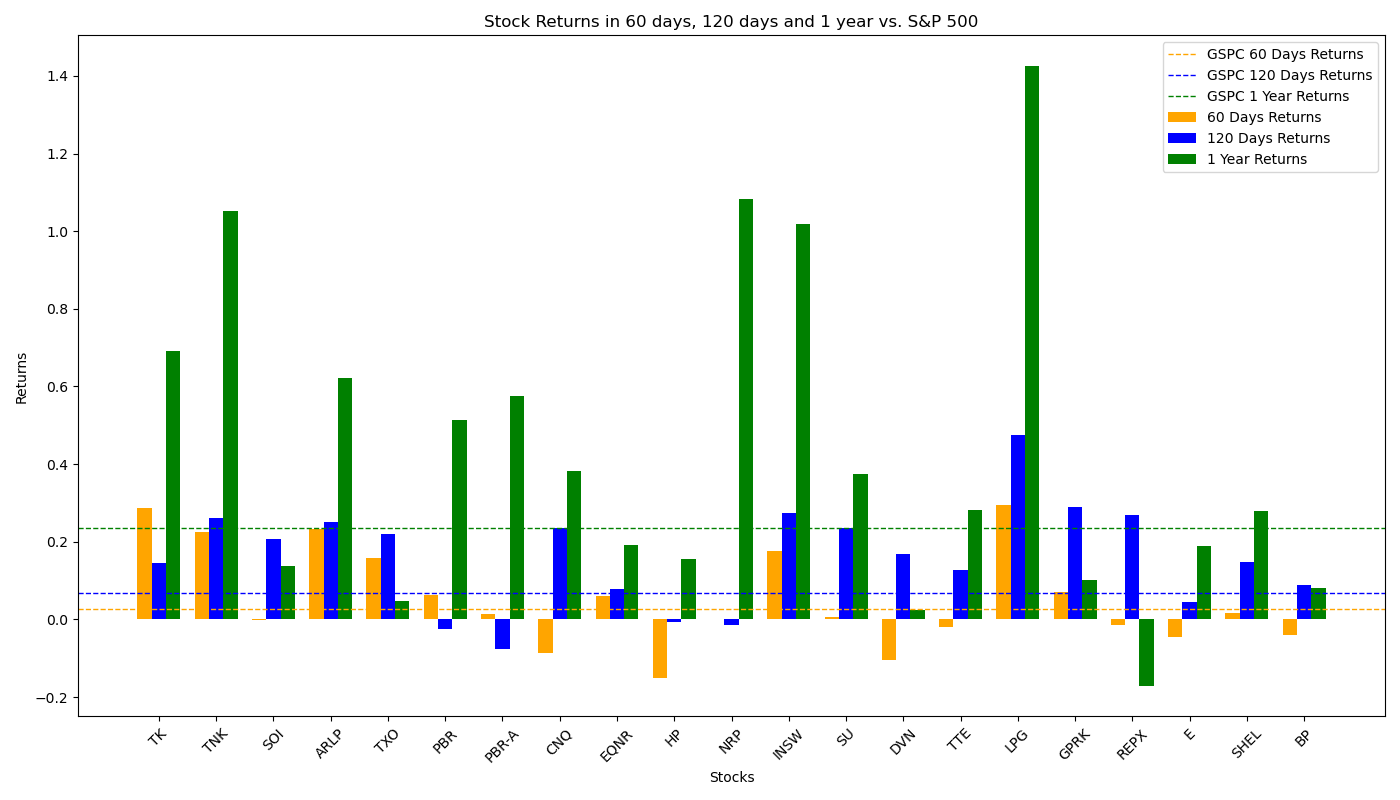 Stock Returns in 60 days, 120 days and 1 year vs. S&P 500
GSPC 60 Days Returns
GSPC 120 Days Returns
GSPC 1 Year Returns
60 Days Returns
120 Days Returns
1 Year Returns
Returns
1.4
1.2
1.0
0.8
0.6
0.4
0.2
0.0
−0.2
TK
TNK
SOI
ARLP
TXO
PBR
PBR-A
CNQ
EQNR
HP
NRP
INSW
SU
DVN
TTE
LPG
GPRK
REPX
E
SHEL
BP
Stocks